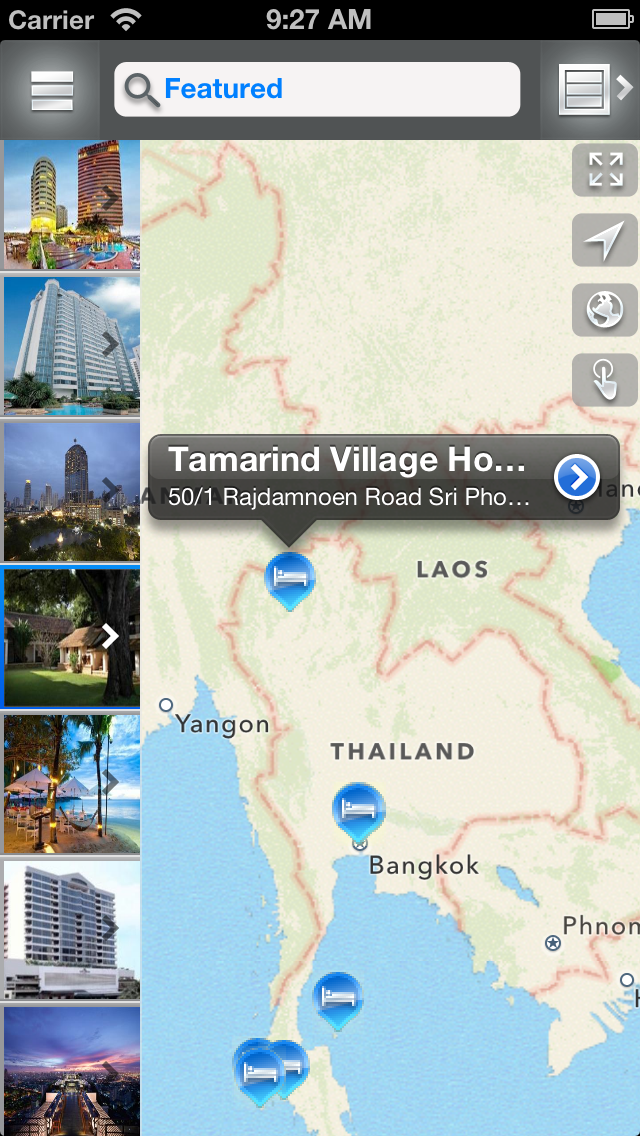 Carrier 9:27 AM
Featured
Tamarind Village Ho...
50/1 Rajdamnoen Road Sri Pho...
LAOS
Yangon
THAILAND
Bangkok
Phnom